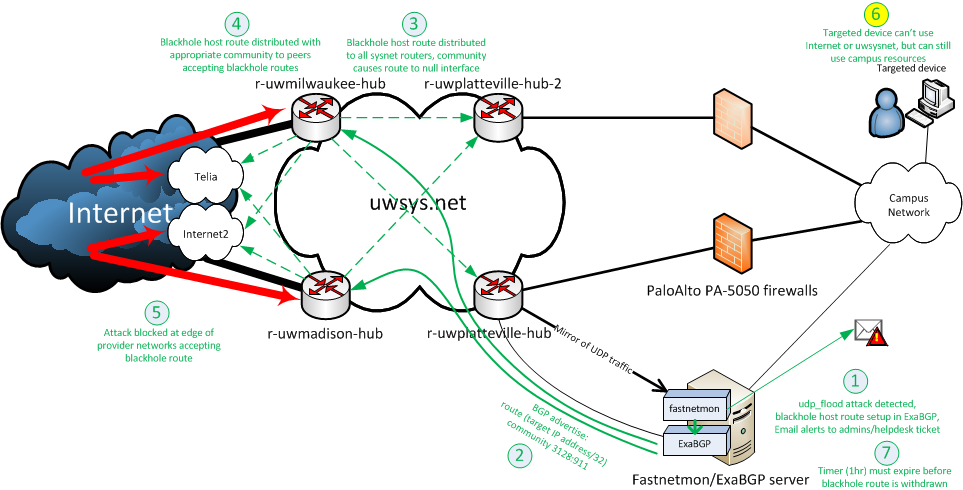 4
Blackhole host route distributed with
appropriate community to peers
accepting blackhole routes
3
Blackhole host route distributed
to all sysnet routers, community
causes route to null interface
6
Targeted device can't use
Internet or uwsysnet, but can still
use campus resources
Targeted device
r-uwmilwaukee-hub
r-uwplatteville-hub-2
Telia
Internet
Internet2
uwsys.net
Campus
Network
PaloAlto PA-5050 firewalls
5
Attack blocked at edge of
provider networks accepting
blackhole route
r-uwmadison-hub
r-uwplatteville-hub
Mirror of UDP traffic
BGP advertise:
route (target IP address/32)
community 3128:911
2
fastnetmon
ExaBGP
Fastnetmon/ExaBGP server
1
udp_flood attack detected,
blackhole host route setup in ExaBGP,
Email alerts to admins/helpdesk ticket
7
Timer (1hr) must expire before
blackhole route is withdrawn